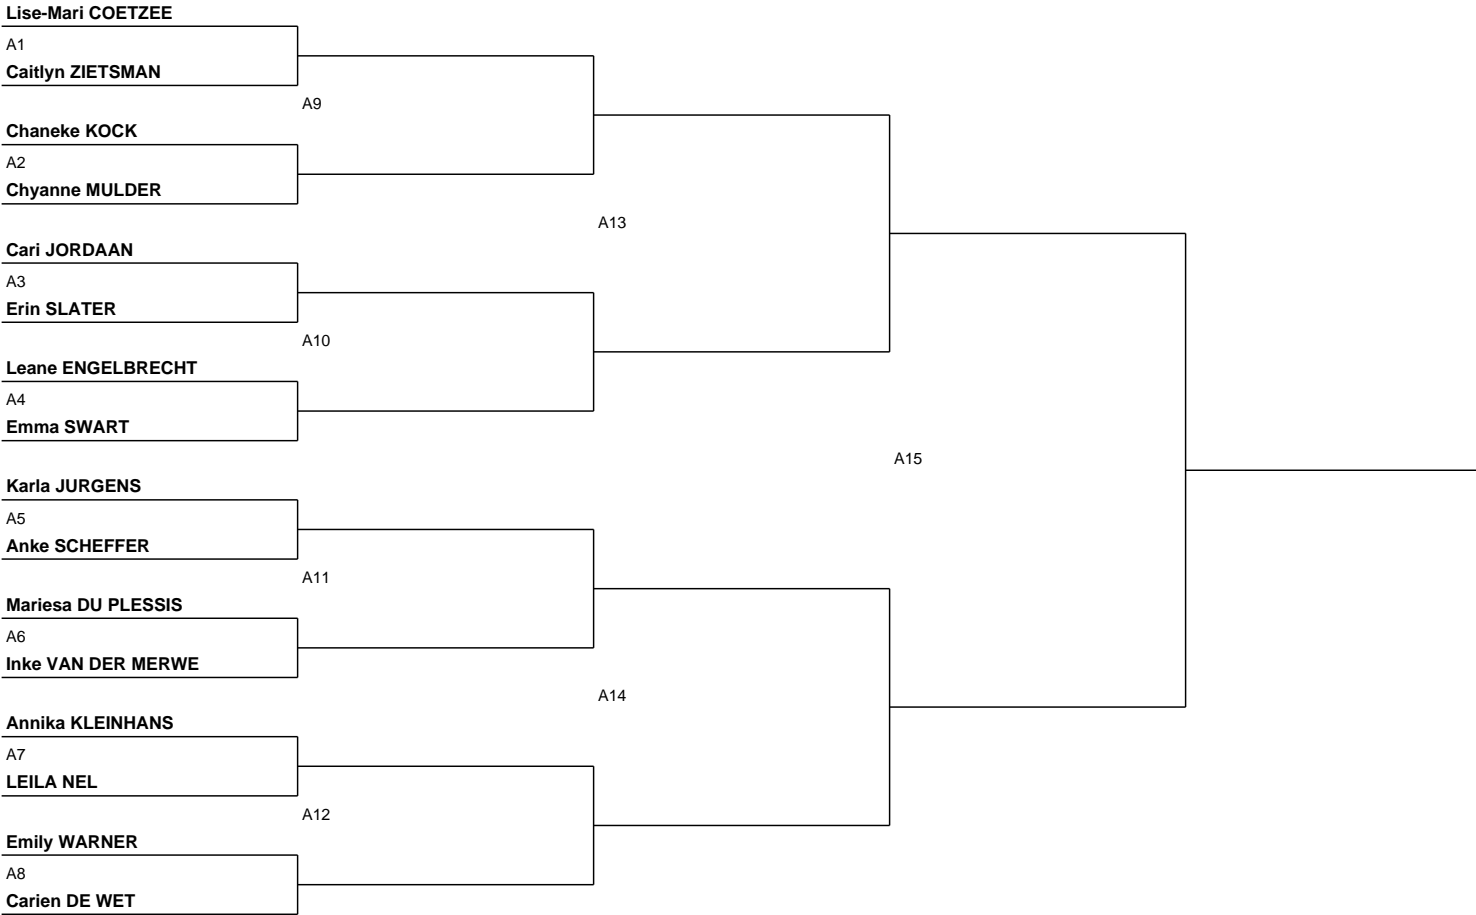 Lise-Mari COETZEE
A1
Caitlyn ZIETSMAN
A9
Chaneke KOCK
A2
Chyanne MULDER
A13
Cari JORDAAN
A3
Erin SLATER
A10
Leane ENGELBRECHT
A4
Emma SWART
A15
Karla JURGENS
A5
Anke SCHEFFER
A11
Mariesa DU PLESSIS
A6
Inke VAN DER MERWE
A14
Annika KLEINHANS
A7
LEILA NEL
A12
Emily WARNER
A8
Carien DE WET